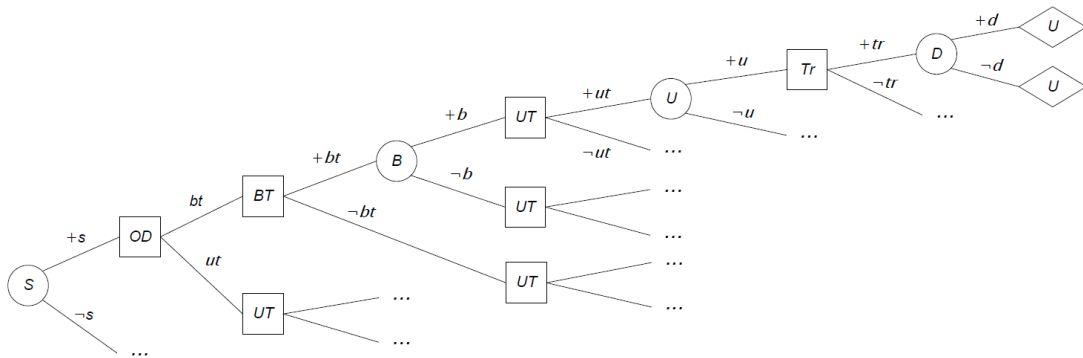 +d
U
+tr
D
¬d
U
+u
Tr
¬tr
...
+ut
U
¬u
...
+b
UT
¬ut
...
+bt
B
¬b
...
UT
...
bt
BT
¬bt
...
UT
...
+s
OD
ut
S
...
UT
...
¬s
...